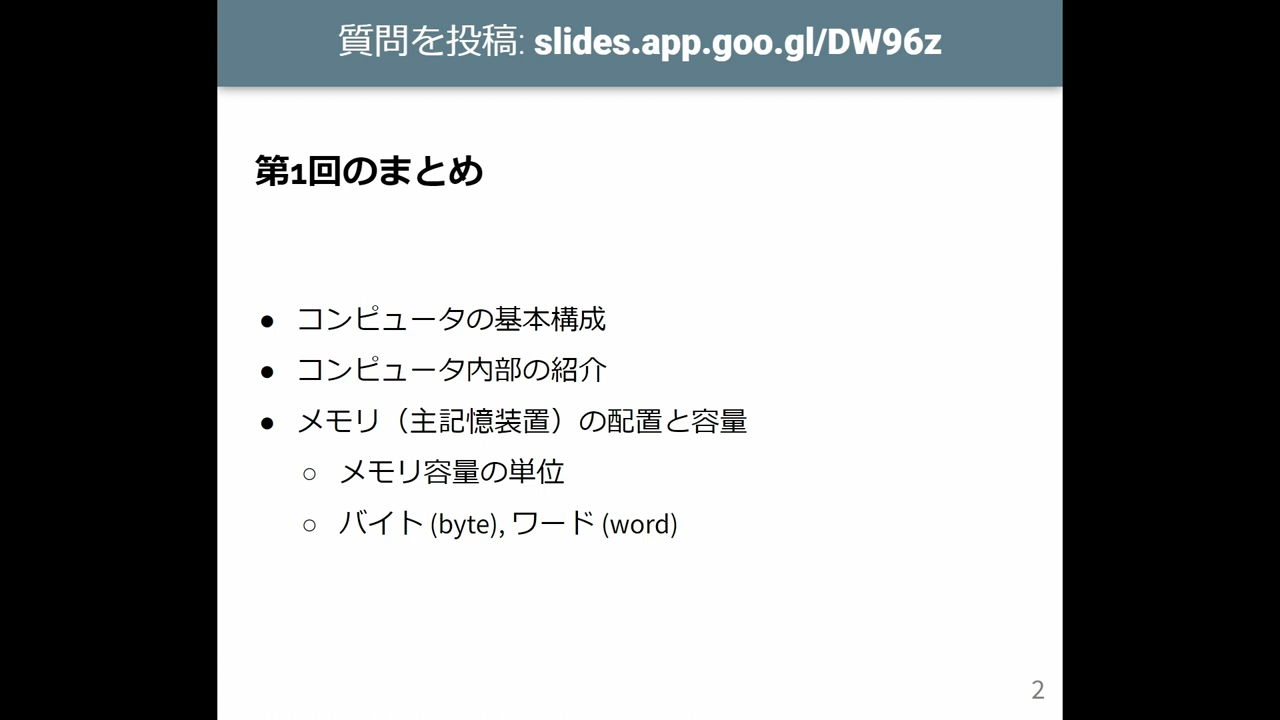 質問を投稿: slides.app.goo.gl/DW96z
第1回のまとめ
● コンピュータの基本構成
● コンピュータ内部の紹介
● メモリ（主記憶装置）の配置と容量
○ メモリ容量の単位
○ バイト (byte), ワード (word)
2